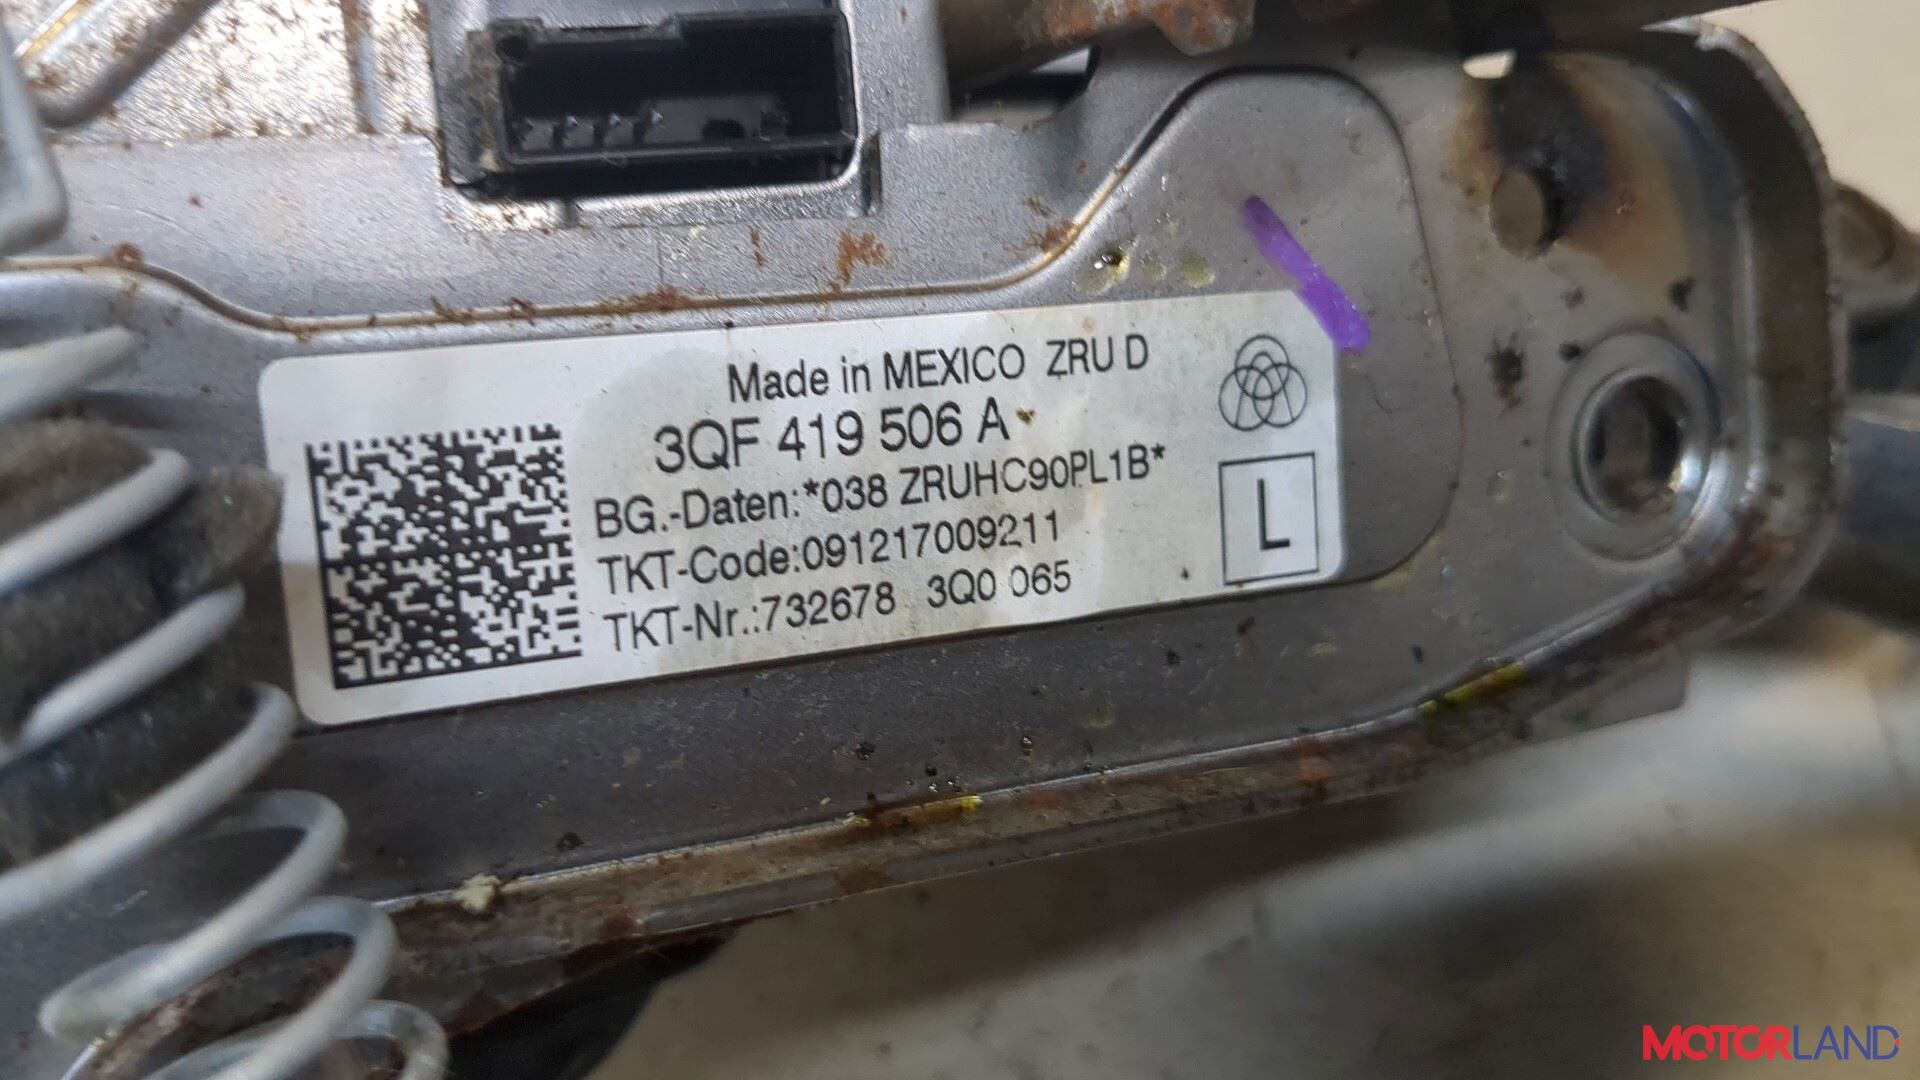 Made in MEXICO ZRU D
3QF 419 506 A
BG.-Daten:*038 ZRUHC90PL1B*
TKT-Code:091217009211
TKT-Nr.:732678 3Q0 065
L
MOTORLAND